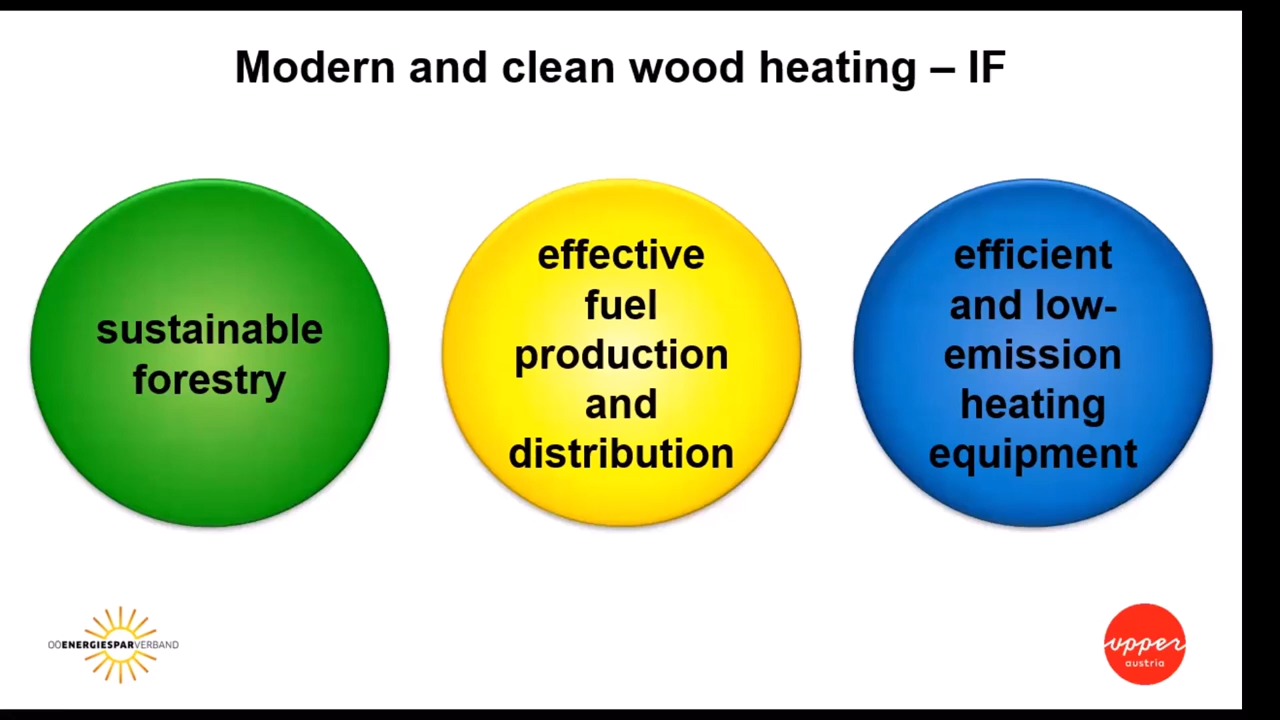 Modern and clean wood heating – IF
sustainable
forestry
effective
fuel
production
and
distribution
efficient
and low-
emission
heating
equipment
OÖENERGIESPARVERBAND
upper
austria